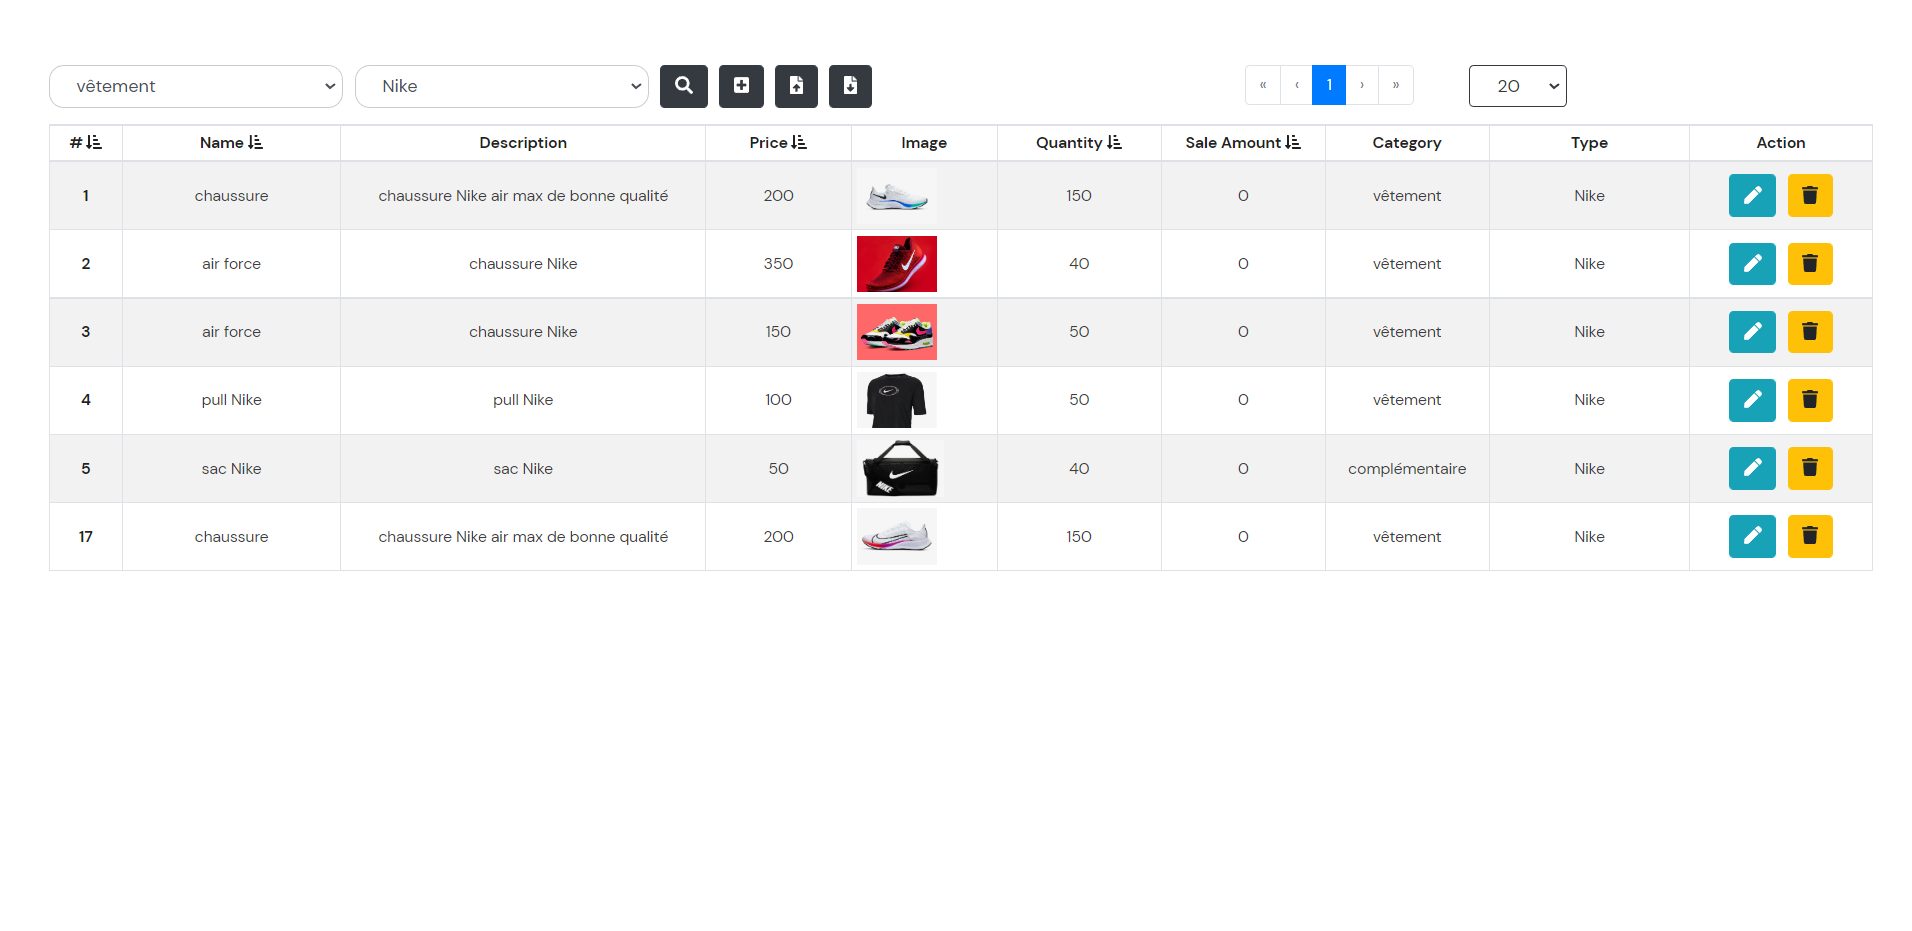 vêtement Nike « ‹ 1 › » 20
# Name Description Price Image Quantity Sale Amount Category Type Action
1 chaussure chaussure Nike air max de bonne qualité 200 150 0 vêtement Nike
2 air force chaussure Nike 350 40 0 vêtement Nike
3 air force chaussure Nike 150 50 0 vêtement Nike
4 pull Nike pull Nike 100 50 0 vêtement Nike
5 sac Nike sac Nike 50 NIKE 40 0 complémentaire Nike
17 chaussure chaussure Nike air max de bonne qualité 200 150 0 vêtement Nike